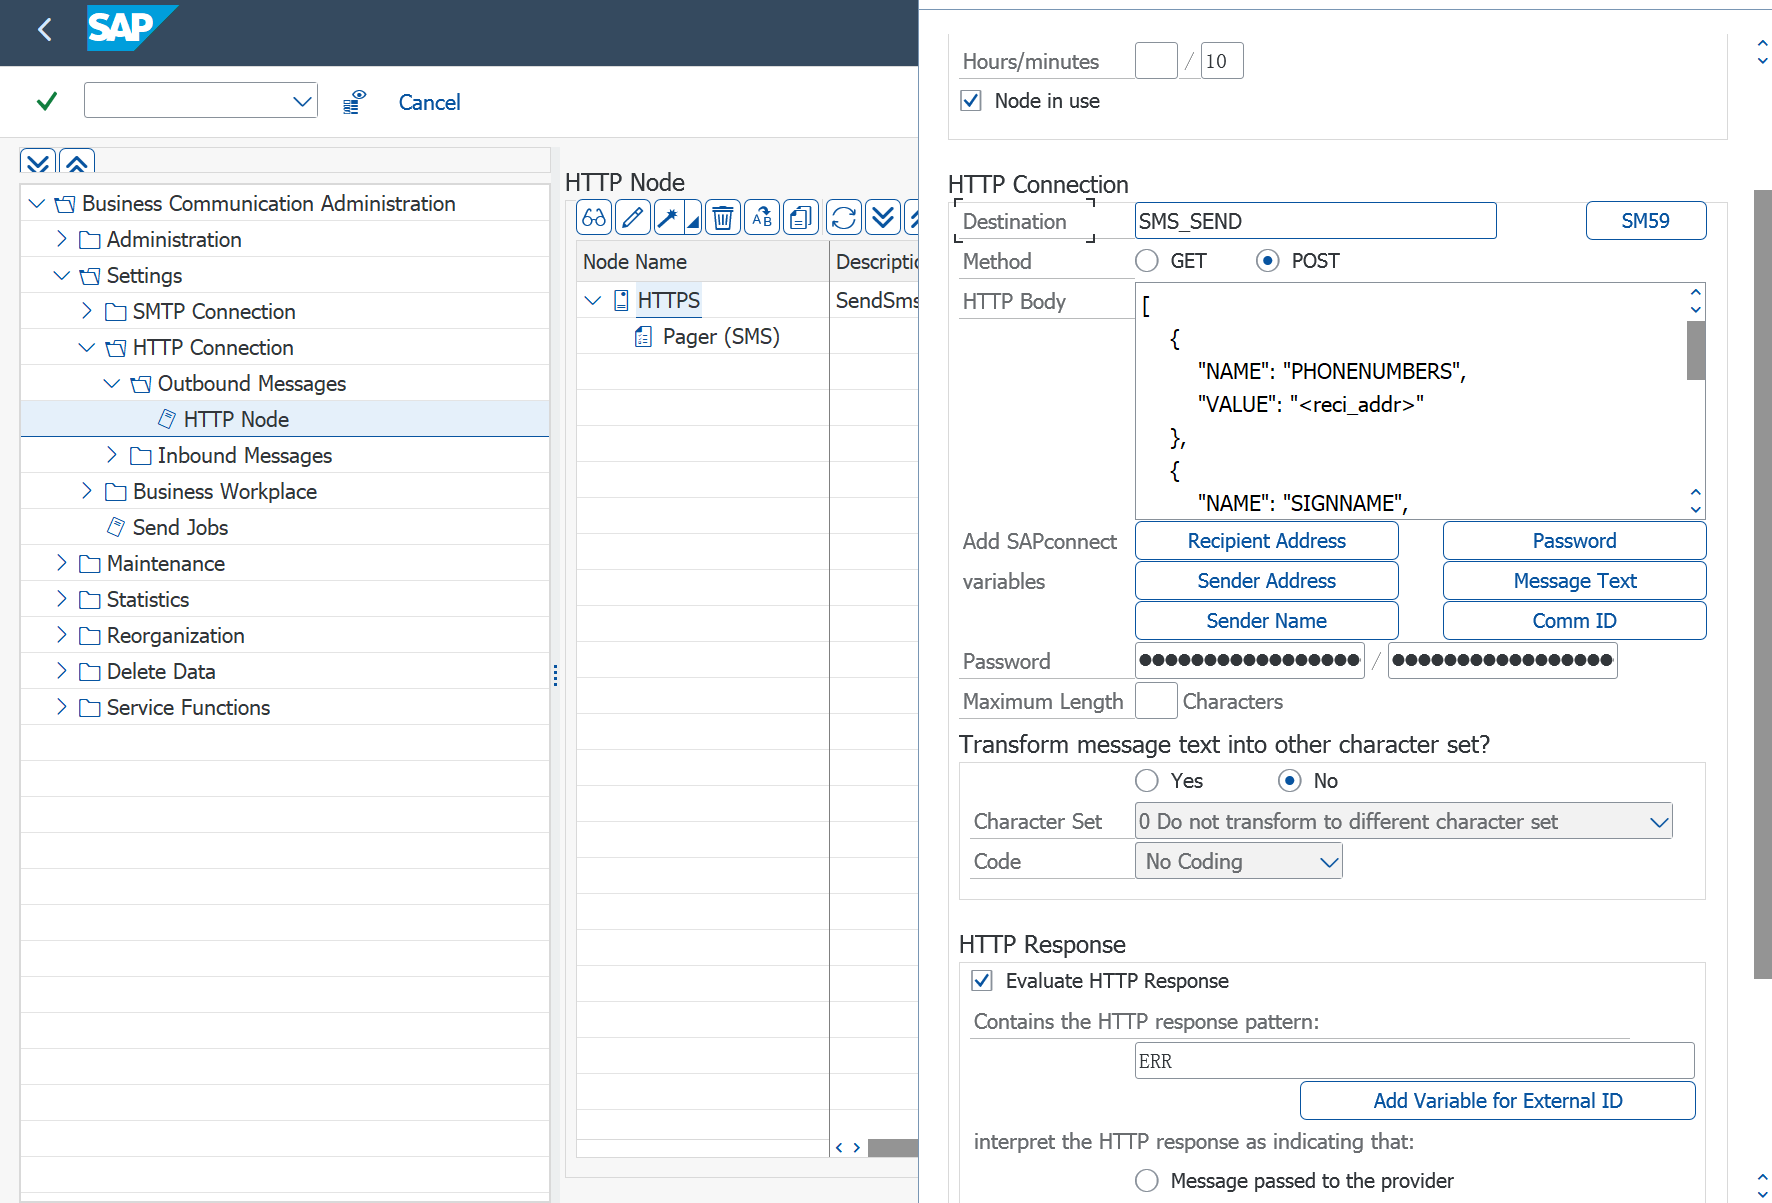 SAP
Cancel
Business Communication Administration
Administration
Settings
SMTP Connection
HTTP Connection
Outbound Messages
HTTP Node
Inbound Messages
Business Workplace
Send Jobs
Maintenance
Statistics
Reorganization
Delete Data
Service Functions
HTTP Node
Node Name
HTTPS SendSms
Pager (SMS)
Hours/minutes / 10
Node in use
HTTP Connection
Destination SMS_SEND SM59
Method GET POST
HTTP Body
[
{
"NAME": "PHONENUMBERS",
"VALUE": "<reci_addr>"
},
{
"NAME": "SIGNNAME",
Add SAPconnect variables
Recipient Address Password
Sender Address Message Text
Sender Name Comm ID
Password /
Maximum Length Characters
Transform message text into other character set?
Yes No
Character Set 0 Do not transform to different character set
Code No Coding
HTTP Response
Evaluate HTTP Response
Contains the HTTP response pattern:
ERR
Add Variable for External ID
interpret the HTTP response as indicating that:
Message passed to the provider